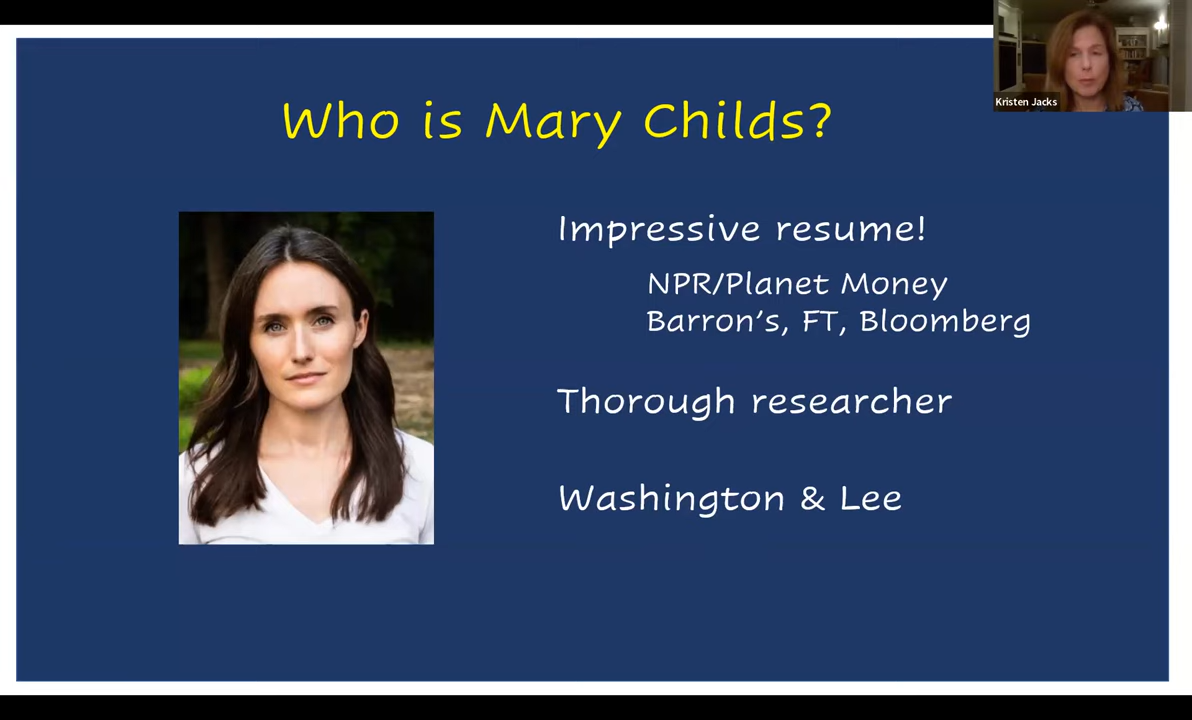 Who is Mary Childs?
Kristen Jacks
Impressive resume!
NPR/Planet Money
Barron's, FT, Bloomberg
Thorough researcher
Washington & Lee